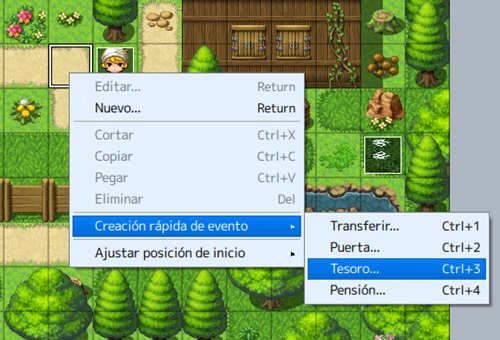 Editar... Return
Nuevo... Return
Cortar Ctrl+X
Copiar Ctrl+C
Pegar Ctrl+V
Eliminar Del
Creación rápida de evento
Ajustar posición de inicio
Transferir... Ctrl+1
Puerta... Ctrl+2
Tesoro... Ctrl+3
Pensión... Ctrl+4